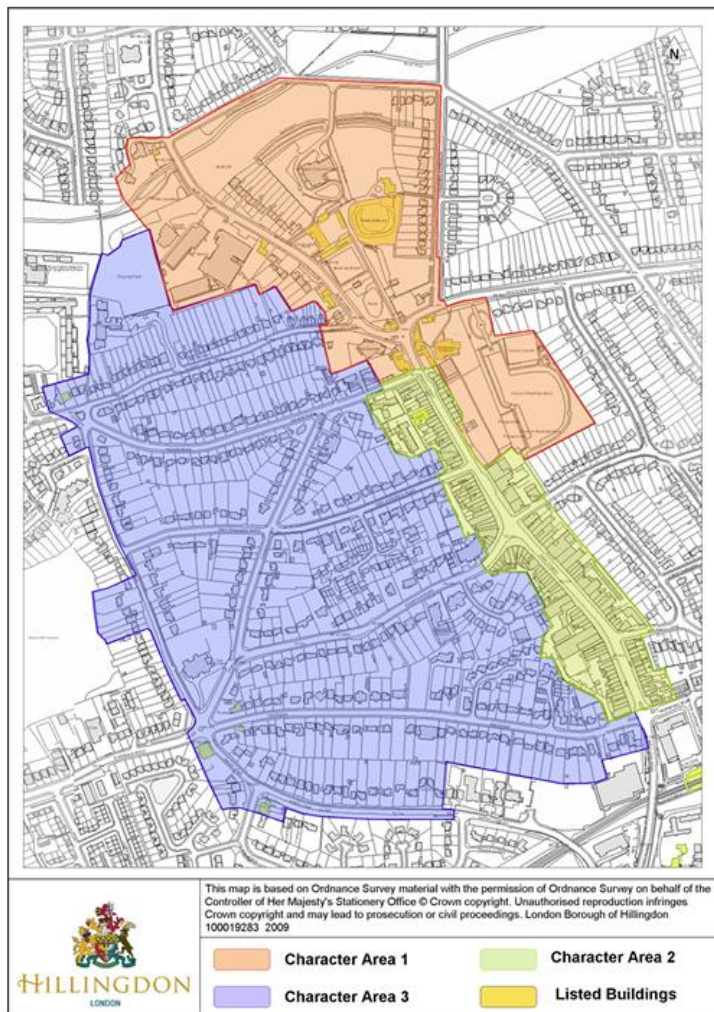 N
This map is based on Ordnance Survey material with the permission of Ordnance Survey on behalf of the
Controller of Her Majesty's Stationery Office © Crown copyright. Unauthorised reproduction infringes
Crown copyright and may lead to prosecution or civil proceedings. London Borough of Hillingdon
100019283 2009
HILLINGDON
LONDON
Character Area 1
Character Area 2
Character Area 3
Listed Buildings